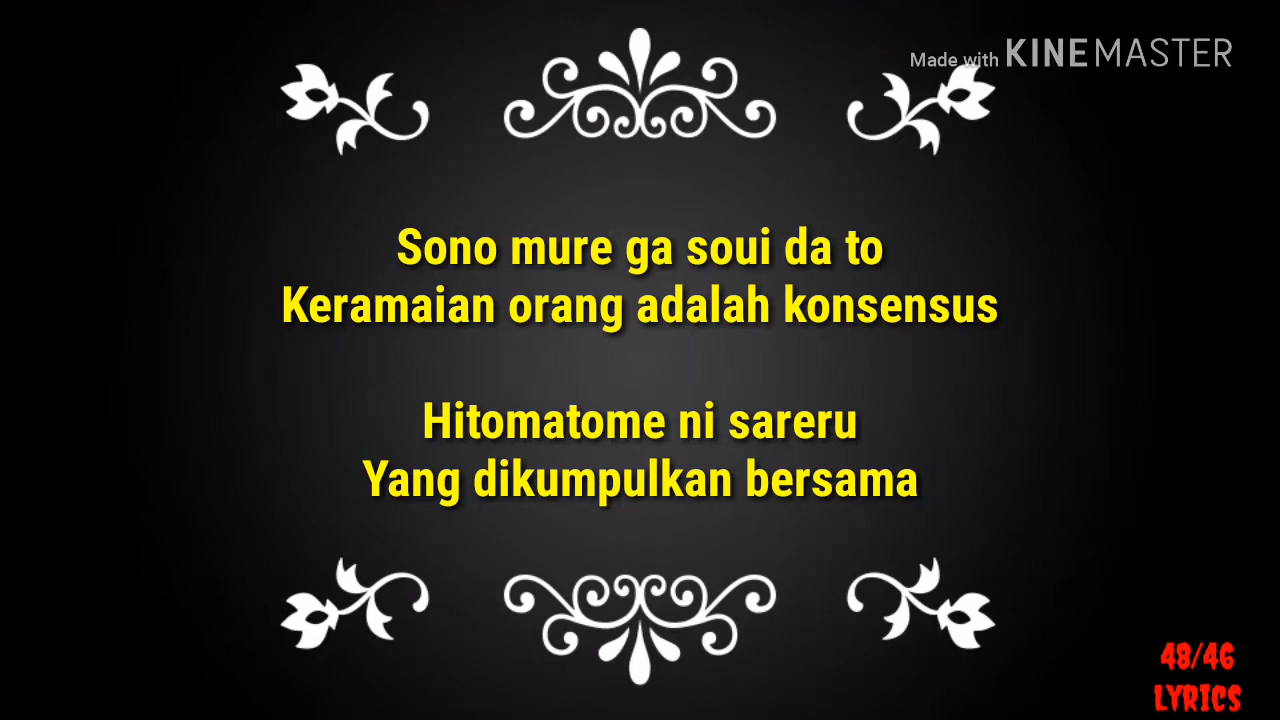 Made with KINEMASTER
Sono mure ga soui da to
Keramaian orang adalah konsensus
Hitomatome ni sareru
Yang dikumpulkan bersama
48/46
LYRICS